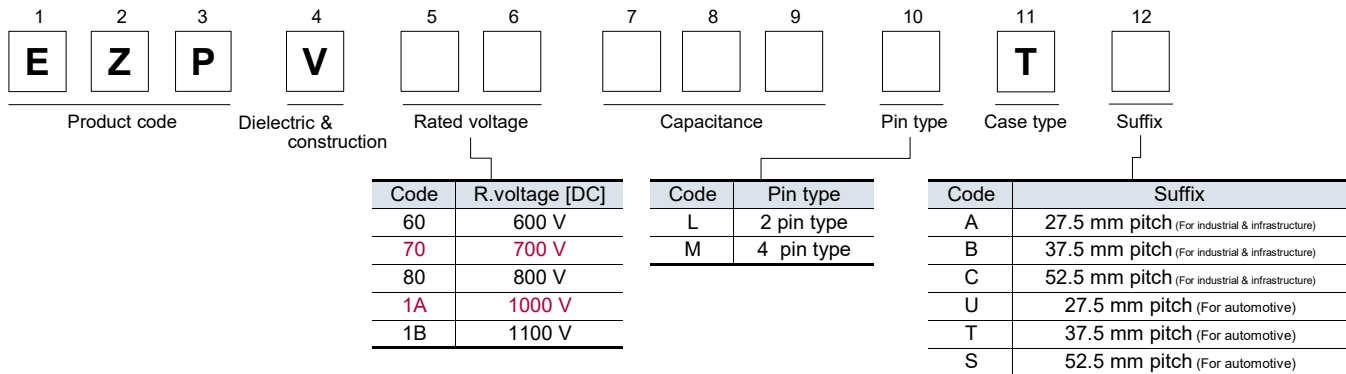 1 2 3 4 5 6 7 8 9 10 11 12
E Z P V T
Product code Dielectric & construction Rated voltage Capacitance Pin type Case type Suffix
Code R.voltage [DC]
60 600 V
70 700 V
80 800 V
1A 1000 V
1B 1100 V
Code Pin type
L 2 pin type
M 4 pin type
Code Suffix
A 27.5 mm pitch (For industrial & infrastructure)
B 37.5 mm pitch (For industrial & infrastructure)
C 52.5 mm pitch (For industrial & infrastructure)
U 27.5 mm pitch (For automotive)
T 37.5 mm pitch (For automotive)
S 52.5 mm pitch (For automotive)